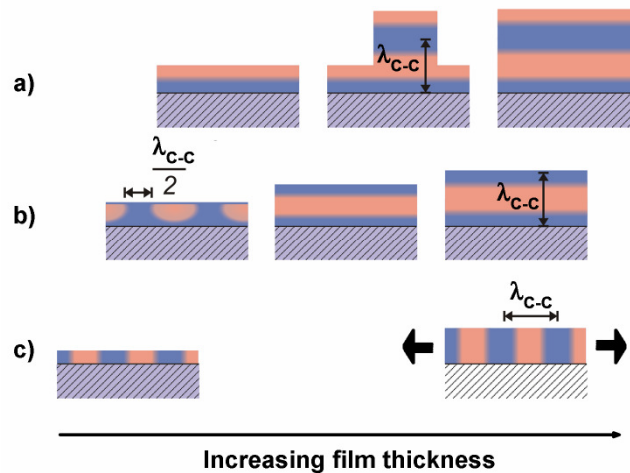 a)
λC-C
b)
λC-C
2
λC-C
c)
λC-C
Increasing film thickness